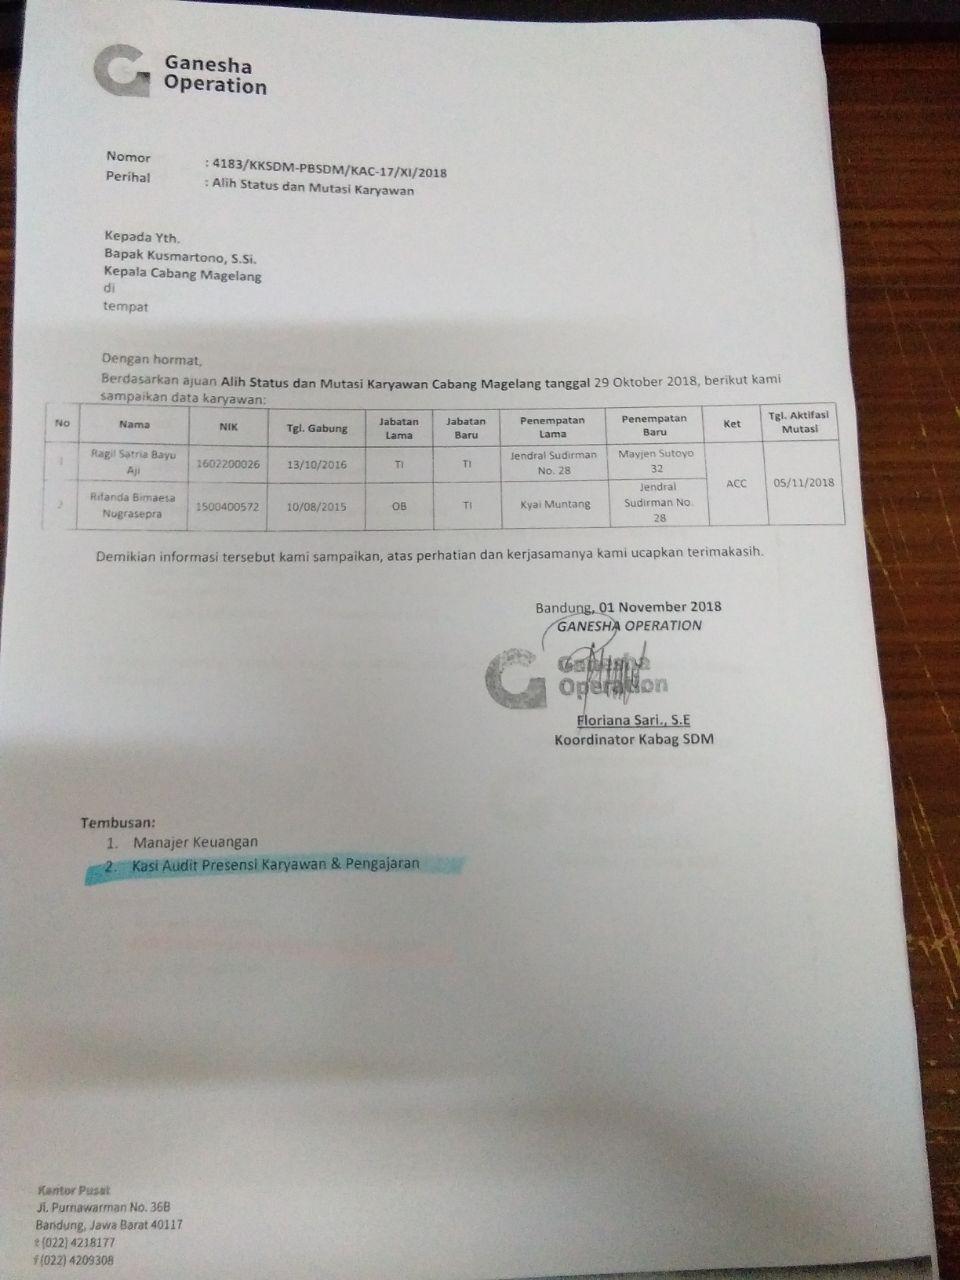 Ganesha
Operation
Nomor : 4183/KKSDM-PBSDM/KAC-17/XI/2018
Perihal : Alih Status dan Mutasi Karyawan
Kepada Yth.
Bapak Kusmartono, S.Si.
Kepala Cabang Magelang
di
tempat
Dengan hormat,
Berdasarkan ajuan Alih Status dan Mutasi Karyawan Cabang Magelang tanggal 29 Oktober 2018, berikut kami
sampaikan data karyawan:
No Nama NIK Tgl. Gabung Jabatan Lama Jabatan Baru Penempatan Lama Penempatan Baru Ket Tgl. Aktifasi Mutasi
1 Ragil Satria Bayu Aji 1602200026 13/10/2016 TI TI Jendral Sudirman No. 28 Mayjen Sutoyo 32 ACC 05/11/2018
2 Rifanda Bimaesa Nugrasepra 1500400572 10/08/2015 OB TI Kyai Muntang Jendral Sudirman No. 28
Demikian informasi tersebut kami sampaikan, atas perhatian dan kerjasamanya kami ucapkan terimakasih.
Bandung, 01 November 2018
GANESHA OPERATION
Ganesha
Operation
Floriana Sari., S.E
Koordinator Kabag SDM
Tembusan:
1. Manajer Keuangan
2. Kasi Audit Presensi Karyawan & Pengajaran
Kantor Pusat
Jl. Purnawarman No. 36B
Bandung, Jawa Barat 40117
t (022) 4218177
f (022) 4209308